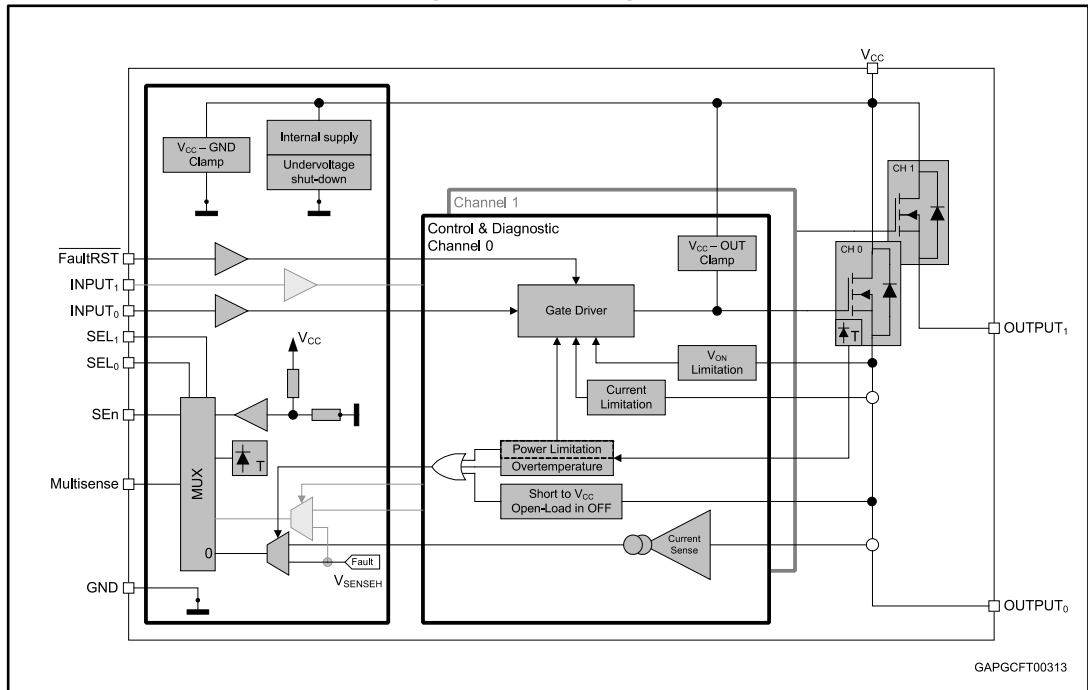 VCC
VCC – GND
Clamp
Internal supply
Undervoltage
shut-down
CH 1
Channel 1
Control & Diagnostic
Channel 0
VCC – OUT
Clamp
CH 0
T
FaultRST
INPUT1
INPUT0
SEL1
SEL0
SEn
Multisense
GND
Gate Driver
VCC
VON
Limitation
Current
Limitation
OUTPUT1
MUX
T
Power Limitation
Overtemperature
Short to VCC
Open-Load in OFF
Current
Sense
0
Fault
VSENSEH
OUTPUT0
GAPGCFT00313